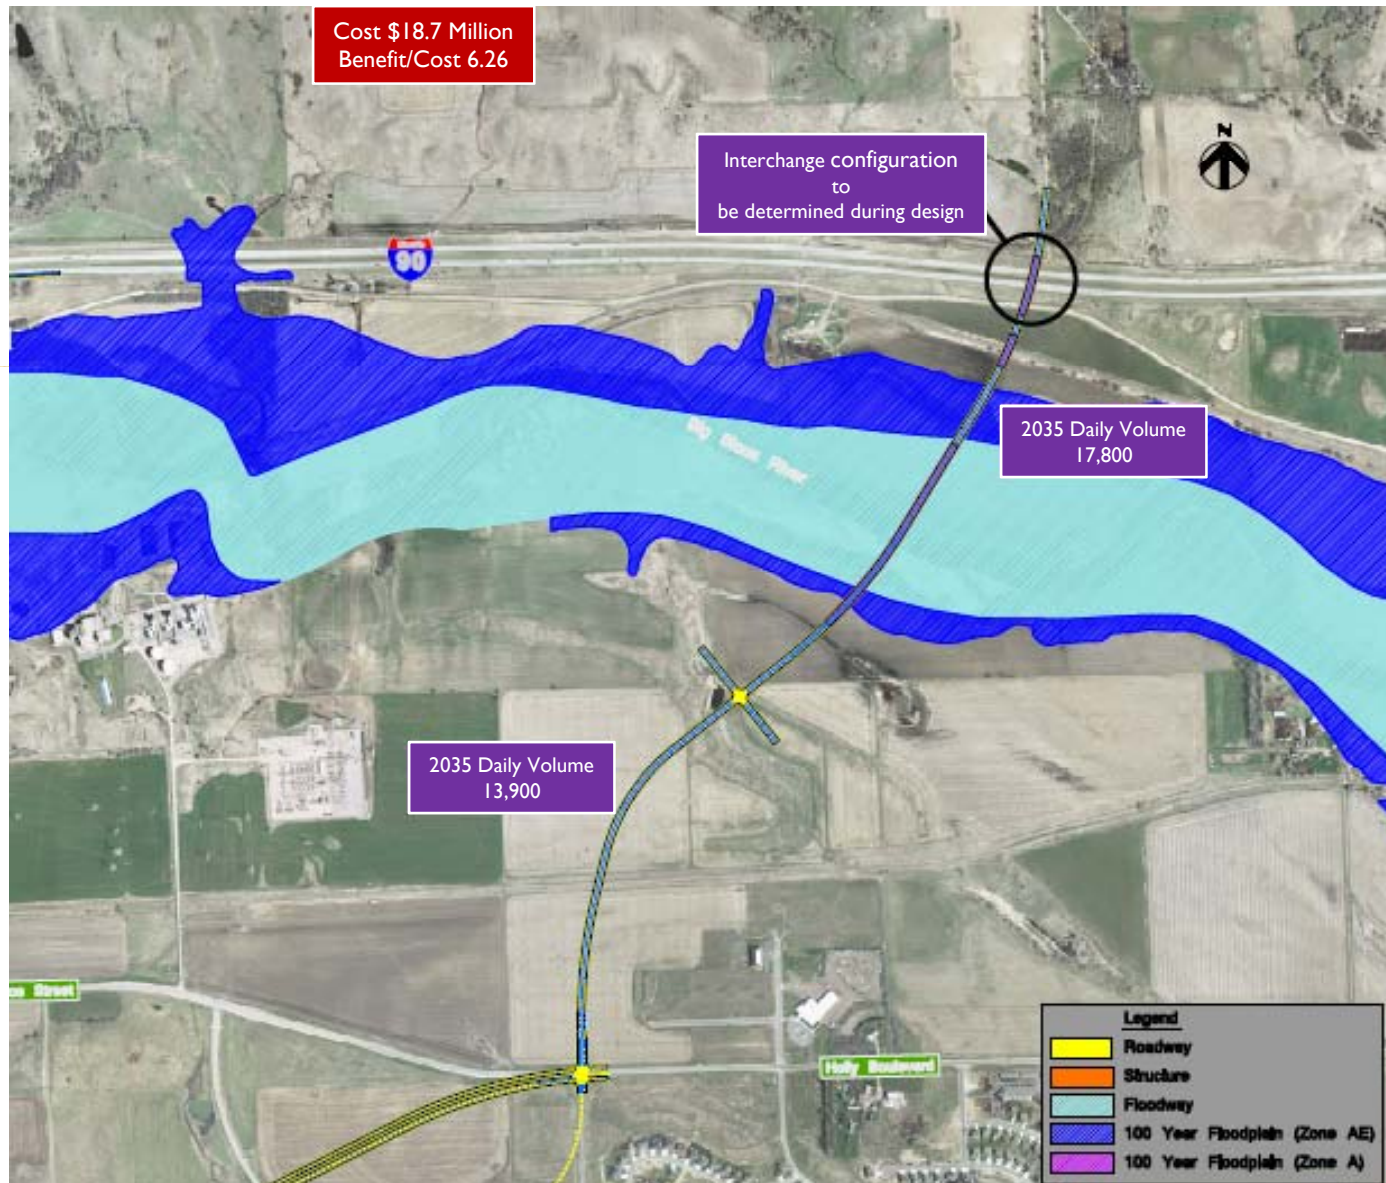 Cost $18.7 Million
Benefit/Cost 6.26
Interchange configuration
to
be determined during design
N
90
2035 Daily Volume
17,800
Big Sioux River
2035 Daily Volume
13,900
Street
Holly Boulevard
Legend
Roadway
Structure
Floodway
100 Year Floodplain (Zone AE)
100 Year Floodplain (Zone A)